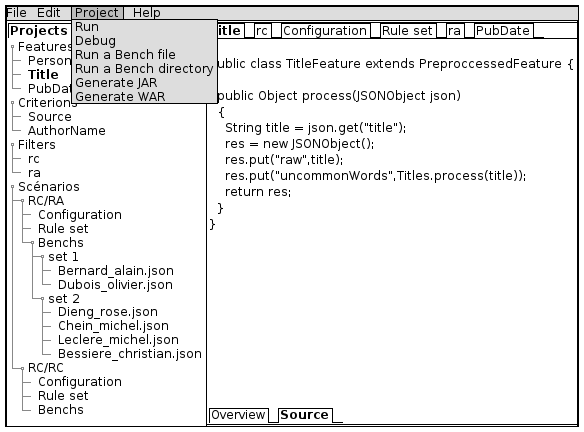 File Edit Project Help
Run
Debug
Run a Bench file
Run a Bench directory
Generate JAR
Generate WAR
Projects
Features
Person
Title
PubDa
Criterions
Source
AuthorName
Filters
rc
ra
Scénarios
RC/RA
Configuration
Rule set
Benchs
set 1
Bernard_alain.json
Dubois_olivier.json
set 2
Dieng_rose.json
Chein_michel.json
Leclere_michel.json
Bessiere_christian.json
RC/RC
Configuration
Rule set
Benchs
itle rc Configuration Rule set ra PubDate
ublic class TitleFeature extends PreproccessedFeature {
public Object process(JSONObject json)
{
String title = json.get("title");
res = new JSONObject();
res.put("raw",title);
res.put("uncommonWords",Titles.process(title));
return res;
}
}
Overview Source